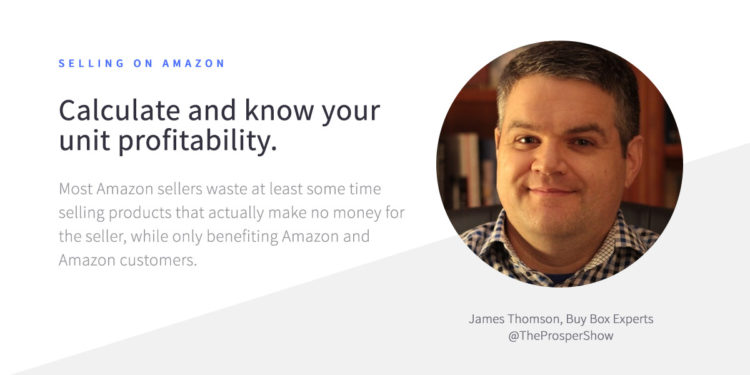 SELLING ON AMAZON
Calculate and know your
unit profitability.
Most Amazon sellers waste at least some time
selling products that actually make no money for
the seller, while only benefiting Amazon and
Amazon customers.
James Thomson, Buy Box Experts
@TheProsperShow